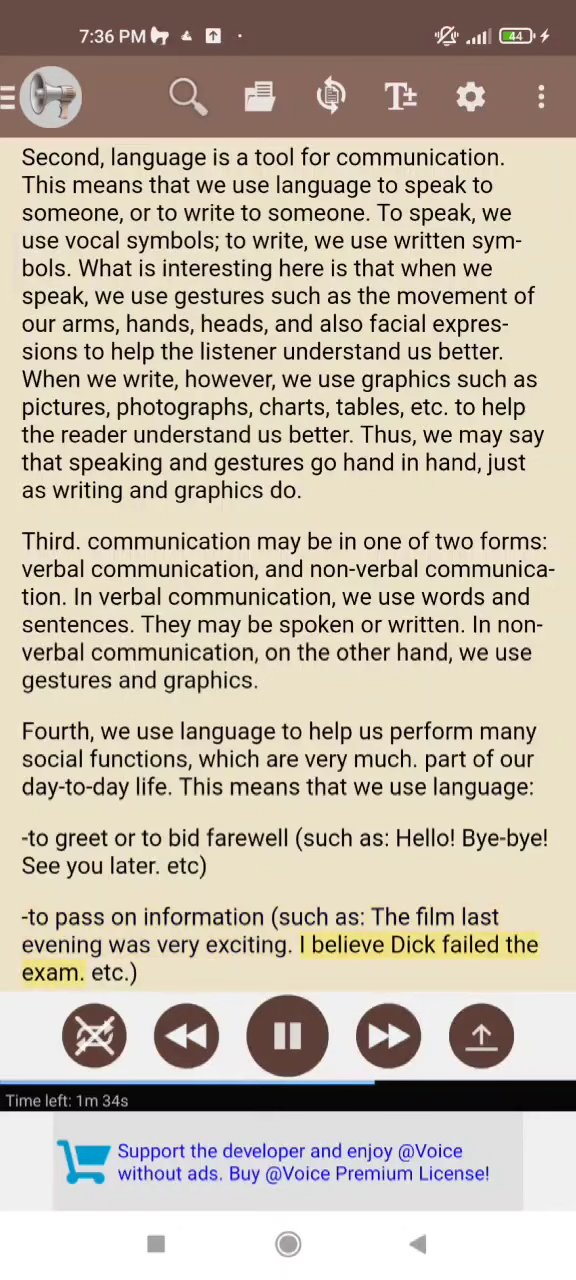 7:36 PM
44
T±
Second, language is a tool for communication.
This means that we use language to speak to
someone, or to write to someone. To speak, we
use vocal symbols; to write, we use written sym-
bols. What is interesting here is that when we
speak, we use gestures such as the movement of
our arms, hands, heads, and also facial expres-
sions to help the listener understand us better.
When we write, however, we use graphics such as
pictures, photographs, charts, tables, etc. to help
the reader understand us better. Thus, we may say
that speaking and gestures go hand in hand, just
as writing and graphics do.
Third. communication may be in one of two forms:
verbal communication, and non-verbal communica-
tion. In verbal communication, we use words and
sentences. They may be spoken or written. In non-
verbal communication, on the other hand, we use
gestures and graphics.
Fourth, we use language to help us perform many
social functions, which are very much. part of our
day-to-day life. This means that we use language:
-to greet or to bid farewell (such as: Hello! Bye-bye!
See you later. etc)
-to pass on information (such as: The film last
evening was very exciting. I believe Dick failed the
exam. etc.)
Time left: 1m 34s
Support the developer and enjoy @Voice
without ads. Buy @Voice Premium License!